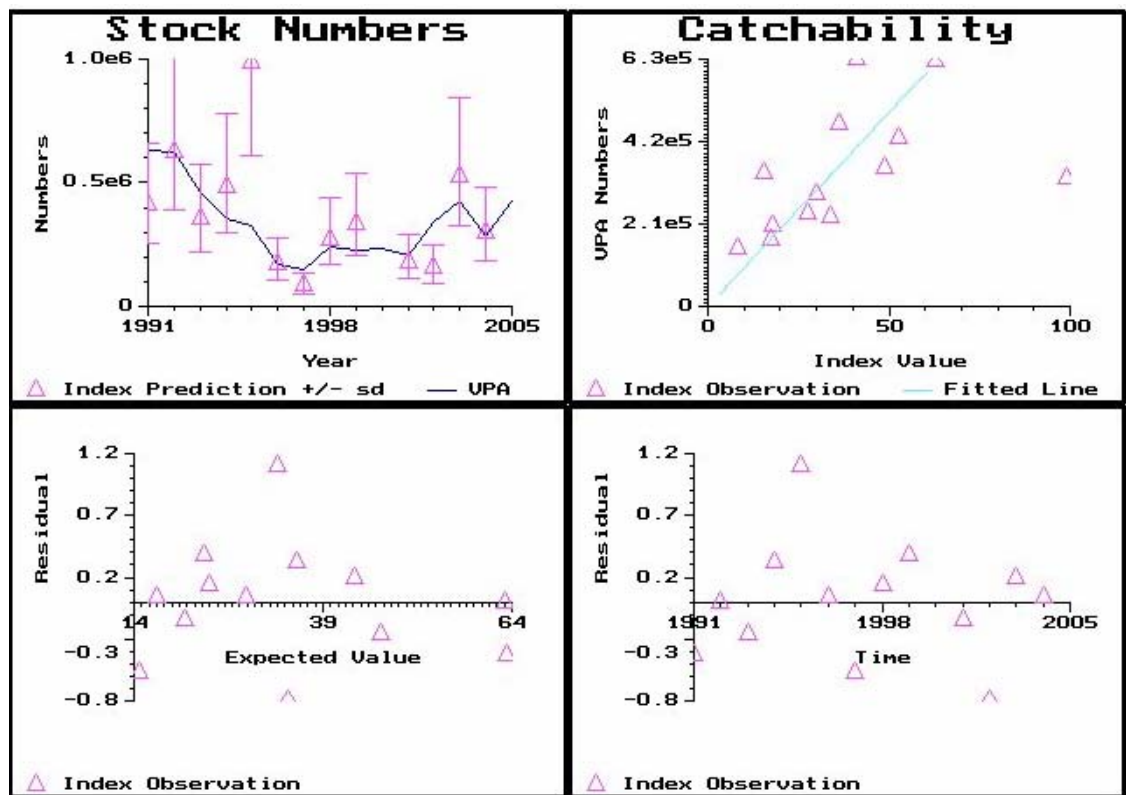 Stock Numbers
1.0e6
0.5e6
0
Numbers
1991 1998 2005
Year
Index Prediction +/- sd VPA
Catchability
6.3e5
4.2e5
2.1e5
0
VPA Numbers
0 50 100
Index Value
Index Observation Fitted Line
1.2
0.7
0.2
-0.3
-0.8
Residual
14 39 64
Expected Value
Index Observation
1.2
0.7
0.2
-0.3
-0.8
Residual
1991 1998 2005
Time
Index Observation